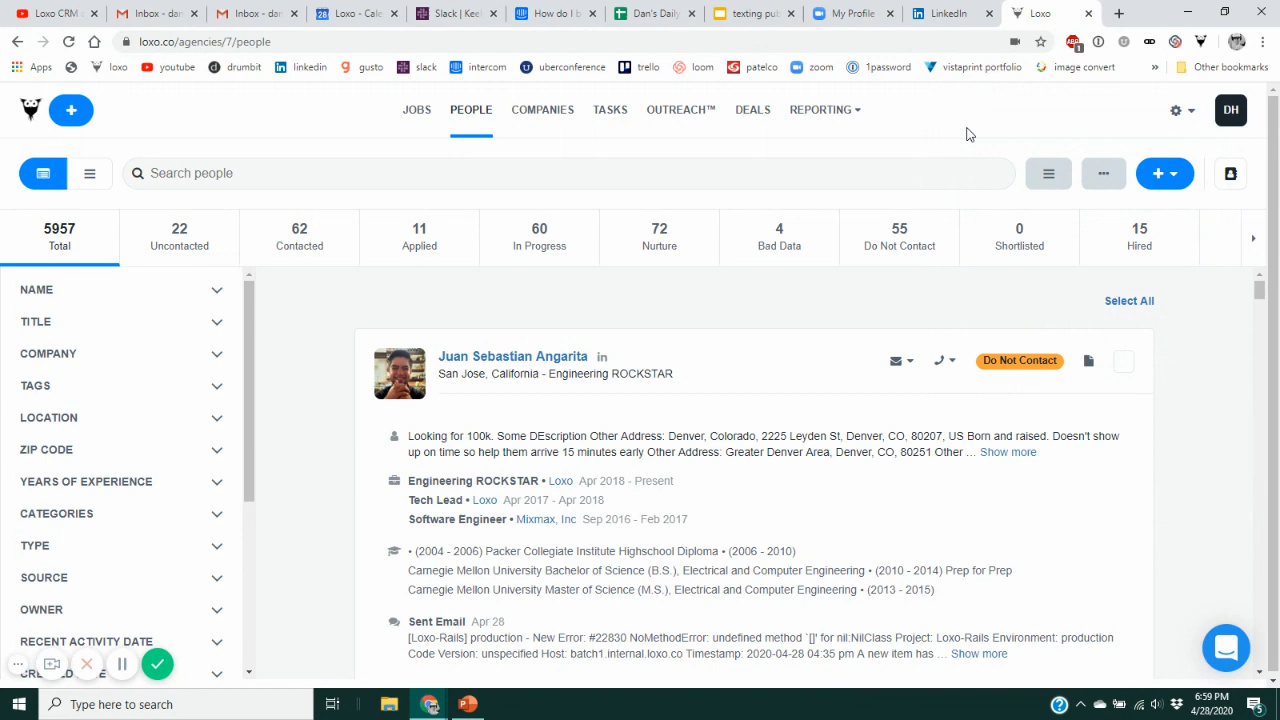 Loxo CRM u
Inbox - dan
Inbox - dan
Loxo - Cale
Slack | Keel
How do I b
Dan's Daily
texting pub
My Profile
LinkedIn
Loxo
loxo.co/agencies/7/people
Apps
loxo
youtube
drumbit
linkedin
gusto
slack
intercom
uberconference
trello
loom
patelco
zoom
1password
vistaprint portfolio
image convert
Other bookmarks
JOBS
PEOPLE
COMPANIES
TASKS
OUTREACH™
DEALS
REPORTING
DH
Search people
5957
Total
22
Uncontacted
62
Contacted
11
Applied
60
In Progress
72
Nurture
4
Bad Data
55
Do Not Contact
0
Shortlisted
15
Hired
NAME
TITLE
COMPANY
TAGS
LOCATION
ZIP CODE
YEARS OF EXPERIENCE
CATEGORIES
TYPE
SOURCE
OWNER
RECENT ACTIVITY DATE
Select All
Juan Sebastian Angarita in
San Jose, California - Engineering ROCKSTAR
Do Not Contact
Looking for 100k. Some DEscription Other Address: Denver, Colorado, 2225 Leyden St, Denver, CO, 80207, US Born and raised. Doesn't show
up on time so help them arrive 15 minutes early Other Address: Greater Denver Area, Denver, CO, 80251 Other ... Show more
Engineering ROCKSTAR • Loxo Apr 2018 - Present
Tech Lead • Loxo Apr 2017 - Apr 2018
Software Engineer • Mixmax, Inc Sep 2016 - Feb 2017
• (2004 - 2006) Packer Collegiate Institute Highschool Diploma • (2006 - 2010)
Carnegie Mellon University Bachelor of Science (B.S.), Electrical and Computer Engineering • (2010 - 2014) Prep for Prep
Carnegie Mellon University Master of Science (M.S.), Electrical and Computer Engineering • (2013 - 2015)
Sent Email Apr 28
[Loxo-Rails] production - New Error: #22830 NoMethodError: undefined method `[]' for nil:NilClass Project: Loxo-Rails Environment: production
Code Version: unspecified Host: batch1.internal.loxo.co Timestamp: 2020-04-28 04:35 pm A new item has ... Show more
Type here to search
6:59 PM
4/28/2020